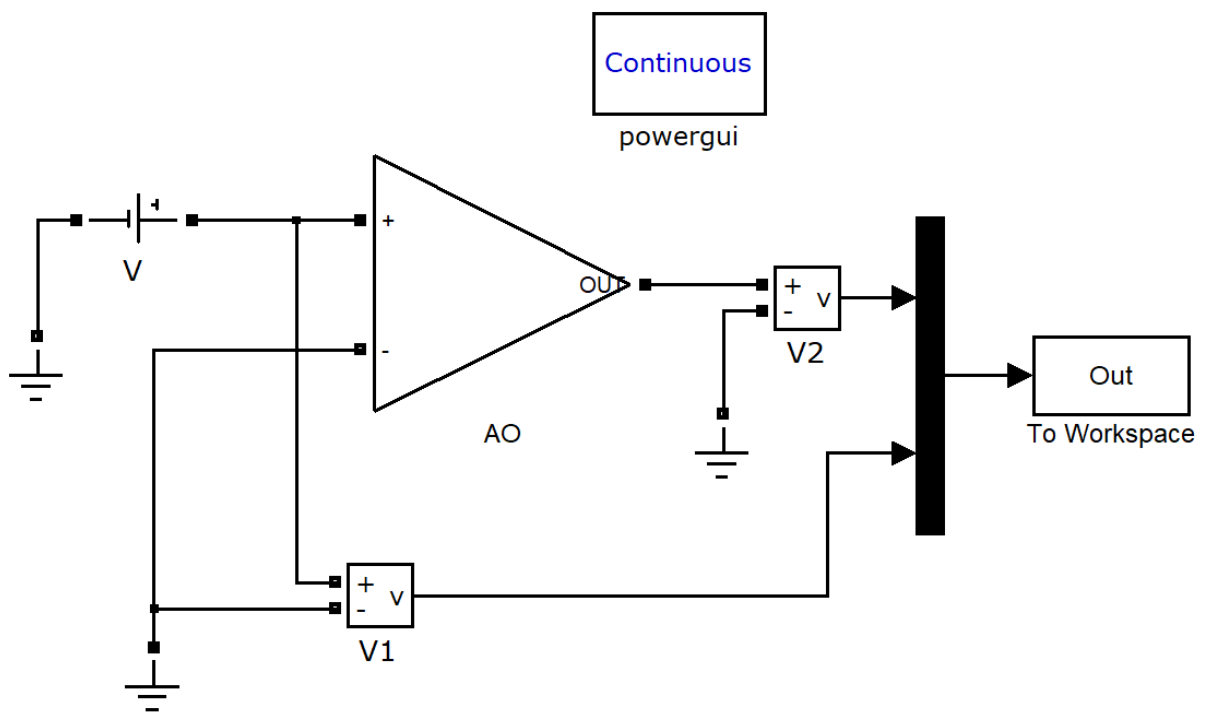 Continuous
powergui
+
V
OUT
+
v
-
-
V2
Out
To Workspace
AO
+
v
-
V1